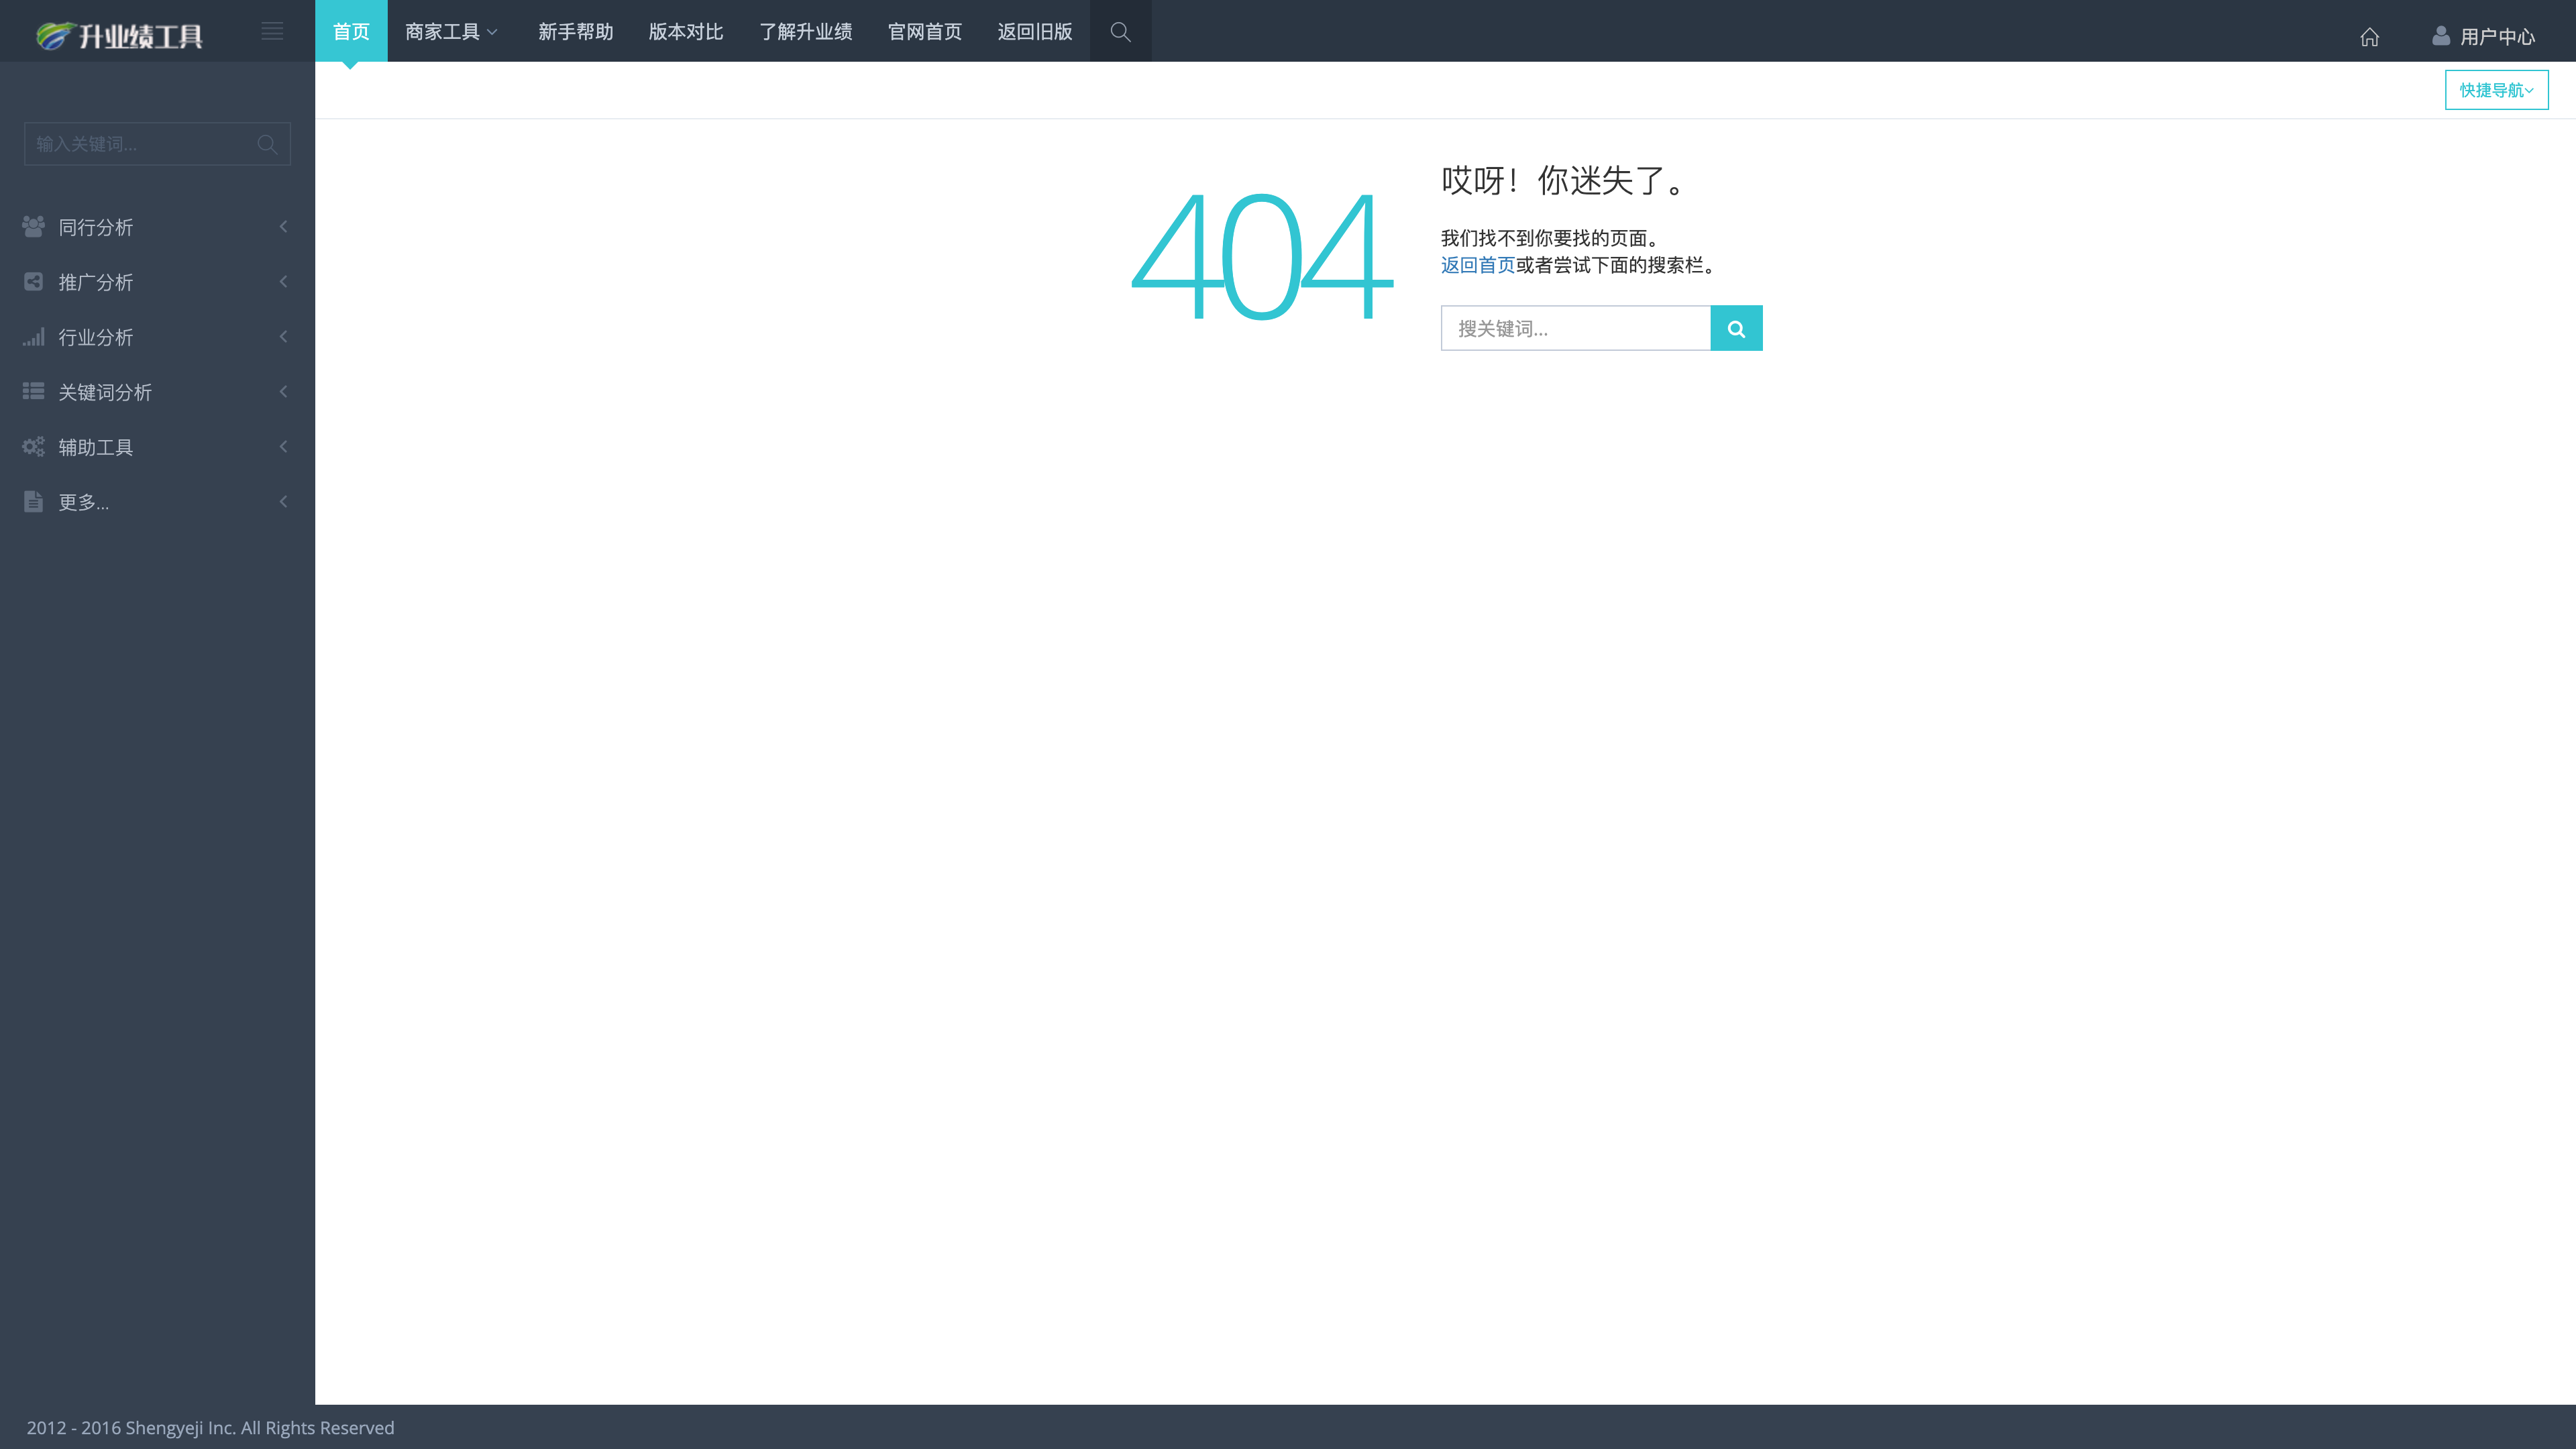 升业绩工具
首页 商家工具 新手帮助 版本对比 了解升业绩 官网首页 返回旧版
用户中心
快捷导航
输入关键词...
同行分析
推广分析
行业分析
关键词分析
辅助工具
更多...
404
哎呀！你迷失了。
我们找不到你要找的页面。
返回首页或者尝试下面的搜索栏。
搜关键词...
2012 - 2016 Shengyeji Inc. All Rights Reserved